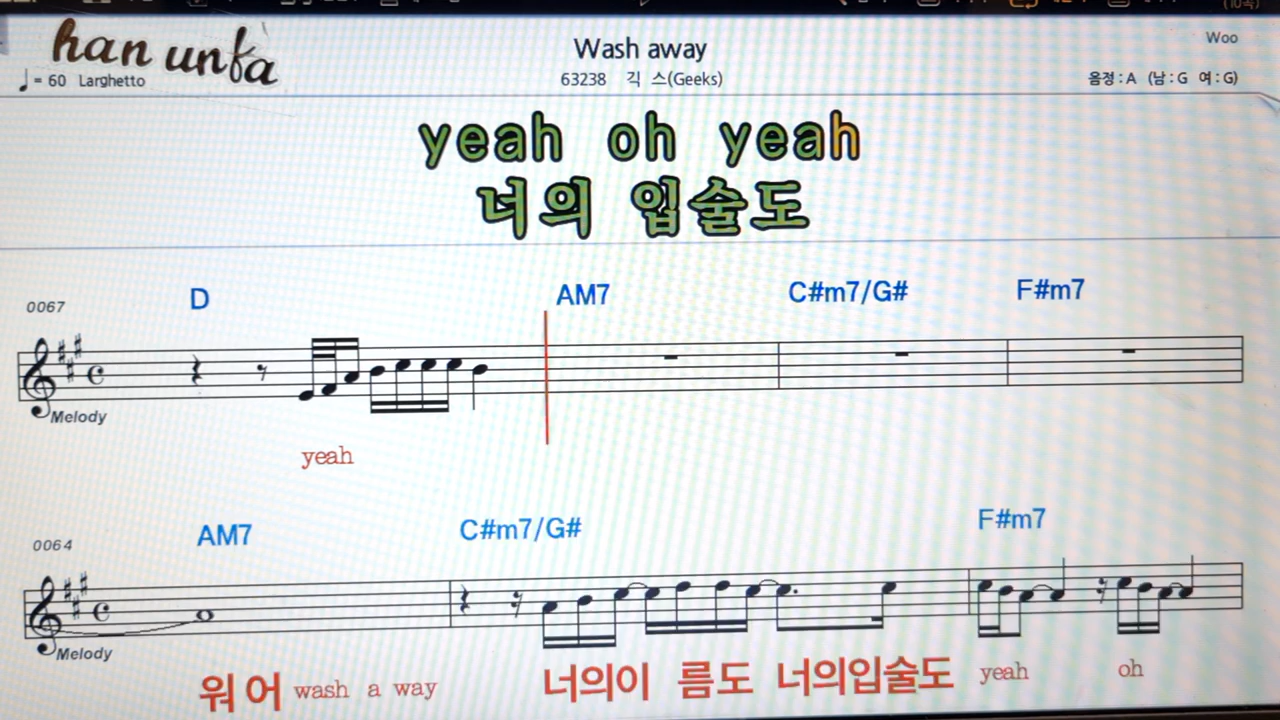 han unfa
Wash away
Woo
♩= 60 Larghetto
63238 긱 스(Geeks)
음정 : A (남 : G 여 : G)
yeah oh yeah
너의 입술도
0067 D AM7 C#m7/G# F#m7
Melody
yeah
0064 AM7 C#m7/G# F#m7
Melody
워 어 wash a way 너의이 름도 너의입술도 yeah oh